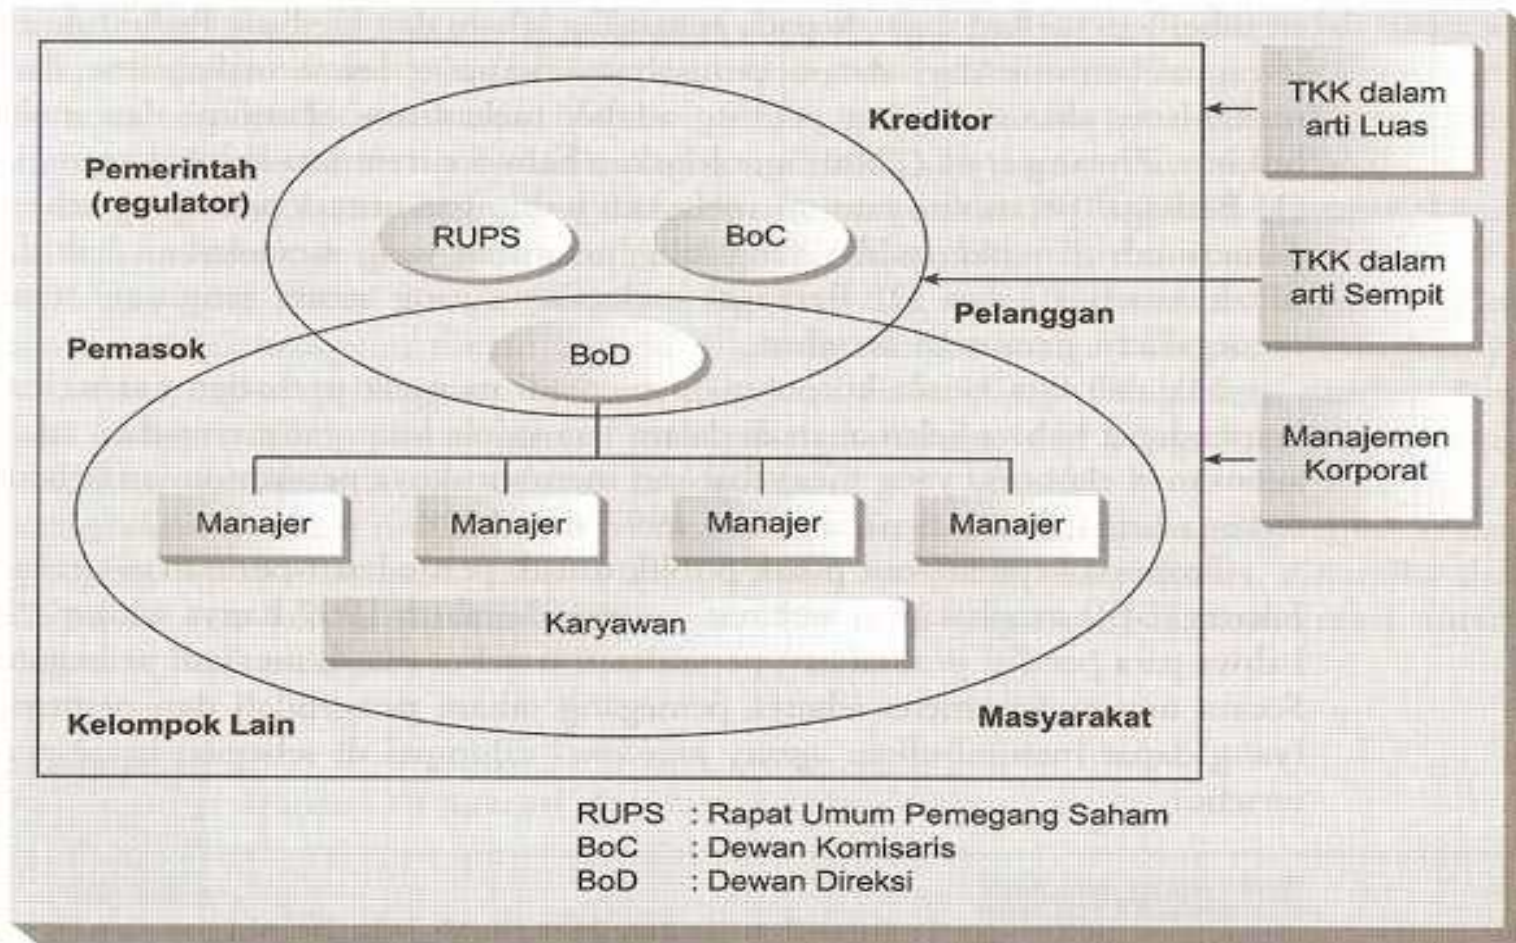 Kreditor
TKK dalam
arti Luas
Pemerintah
(regulator)
RUPS
BoC
TKK dalam
arti Sempit
Pelanggan
Pemasok
BoD
Manajemen
Korporat
Manajer
Manajer
Manajer
Manajer
Karyawan
Kelompok Lain
Masyarakat
RUPS : Rapat Umum Pemegang Saham
BoC : Dewan Komisaris
BoD : Dewan Direksi